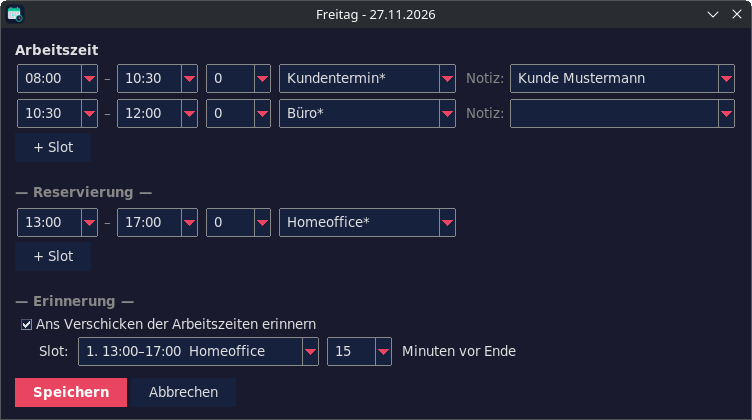 Freitag - 27.11.2026
Arbeitszeit
08:00 – 10:30 0 Kundentermin* Notiz: Kunde Mustermann
10:30 – 12:00 0 Büro* Notiz:
+ Slot
— Reservierung —
13:00 – 17:00 0 Homeoffice*
+ Slot
— Erinnerung —
Ans Verschicken der Arbeitszeiten erinnern
Slot: 1. 13:00–17:00 Homeoffice 15 Minuten vor Ende
Speichern Abbrechen